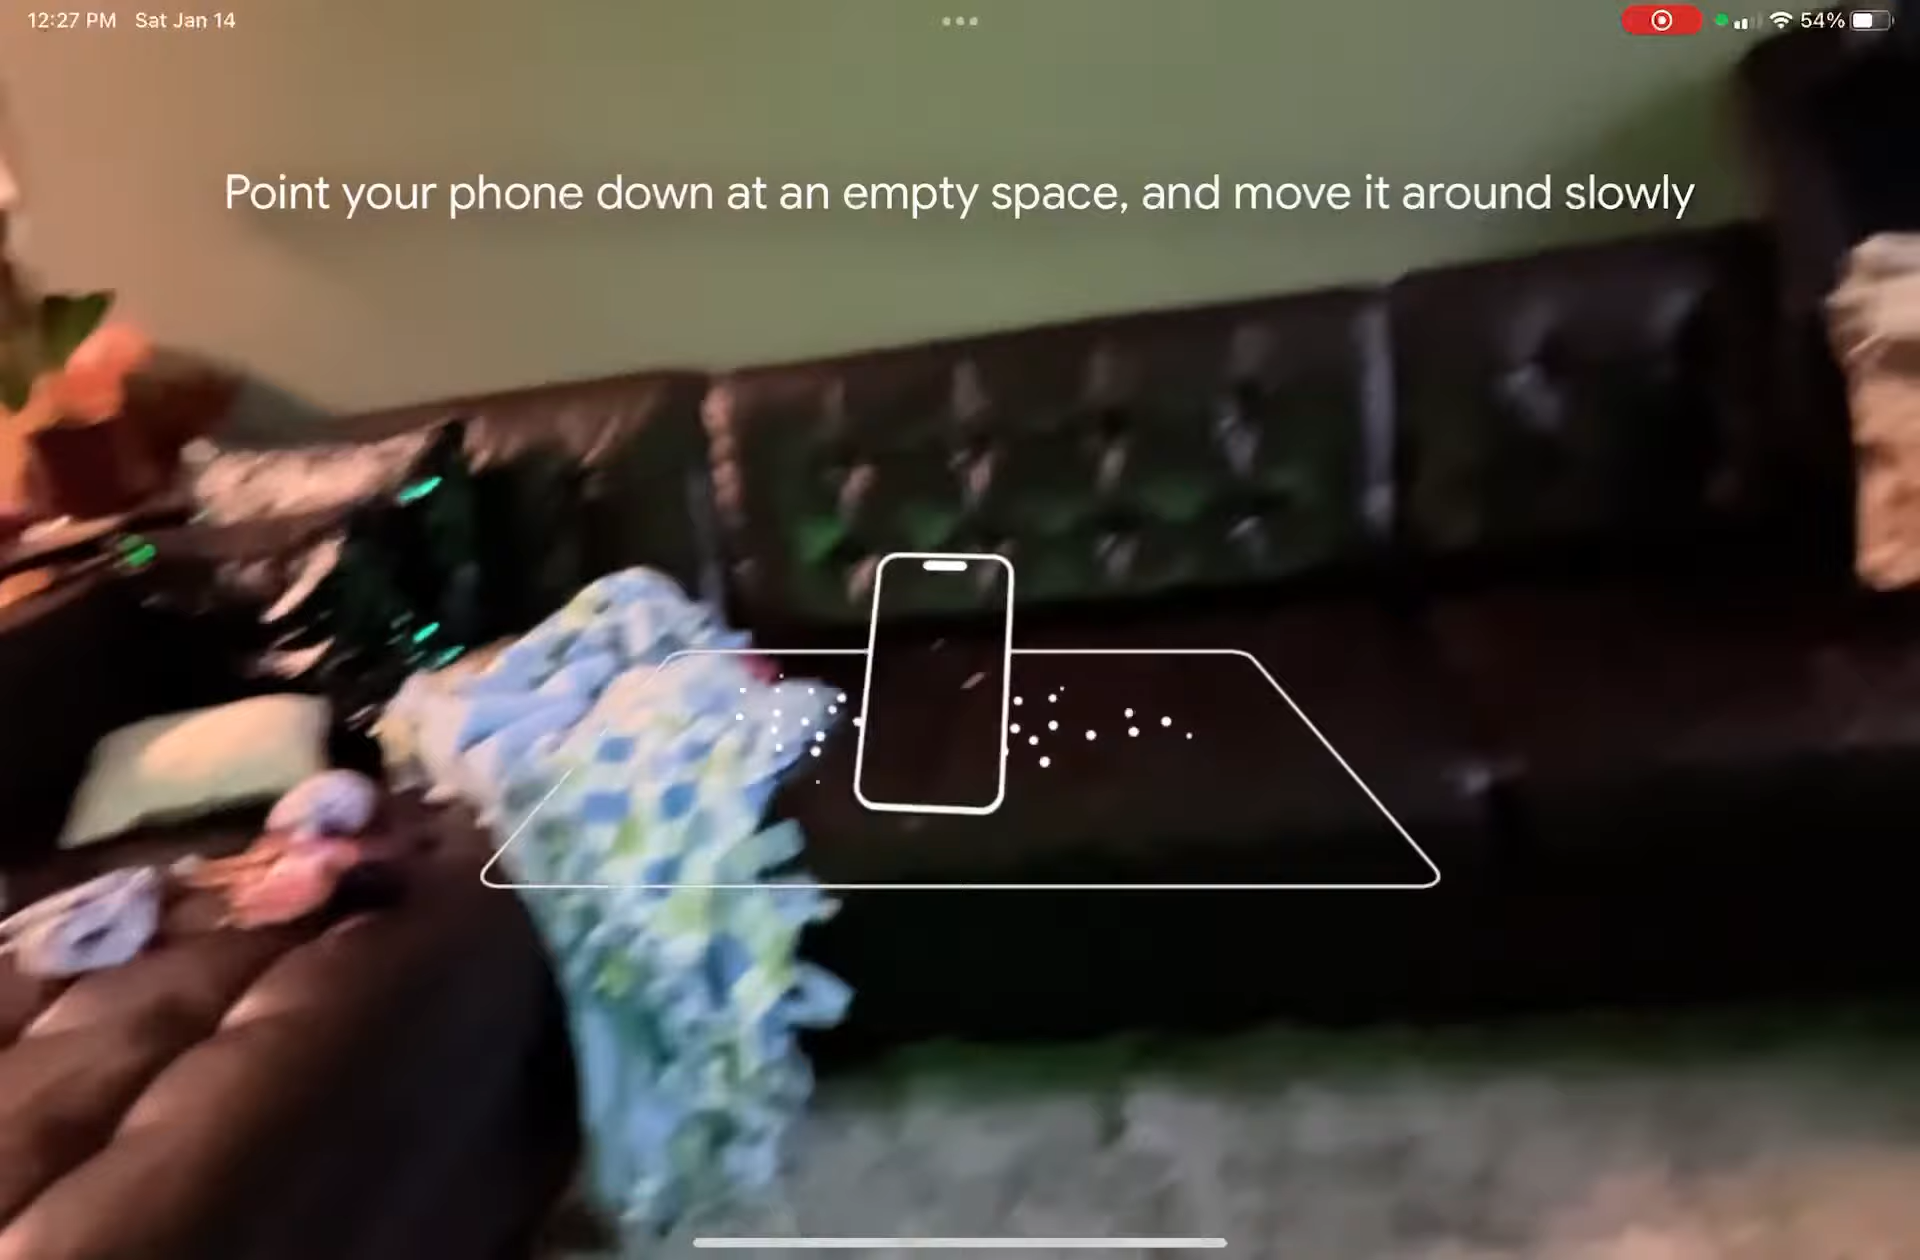 12:27 PM Sat Jan 14
54%
Point your phone down at an empty space, and move it around slowly